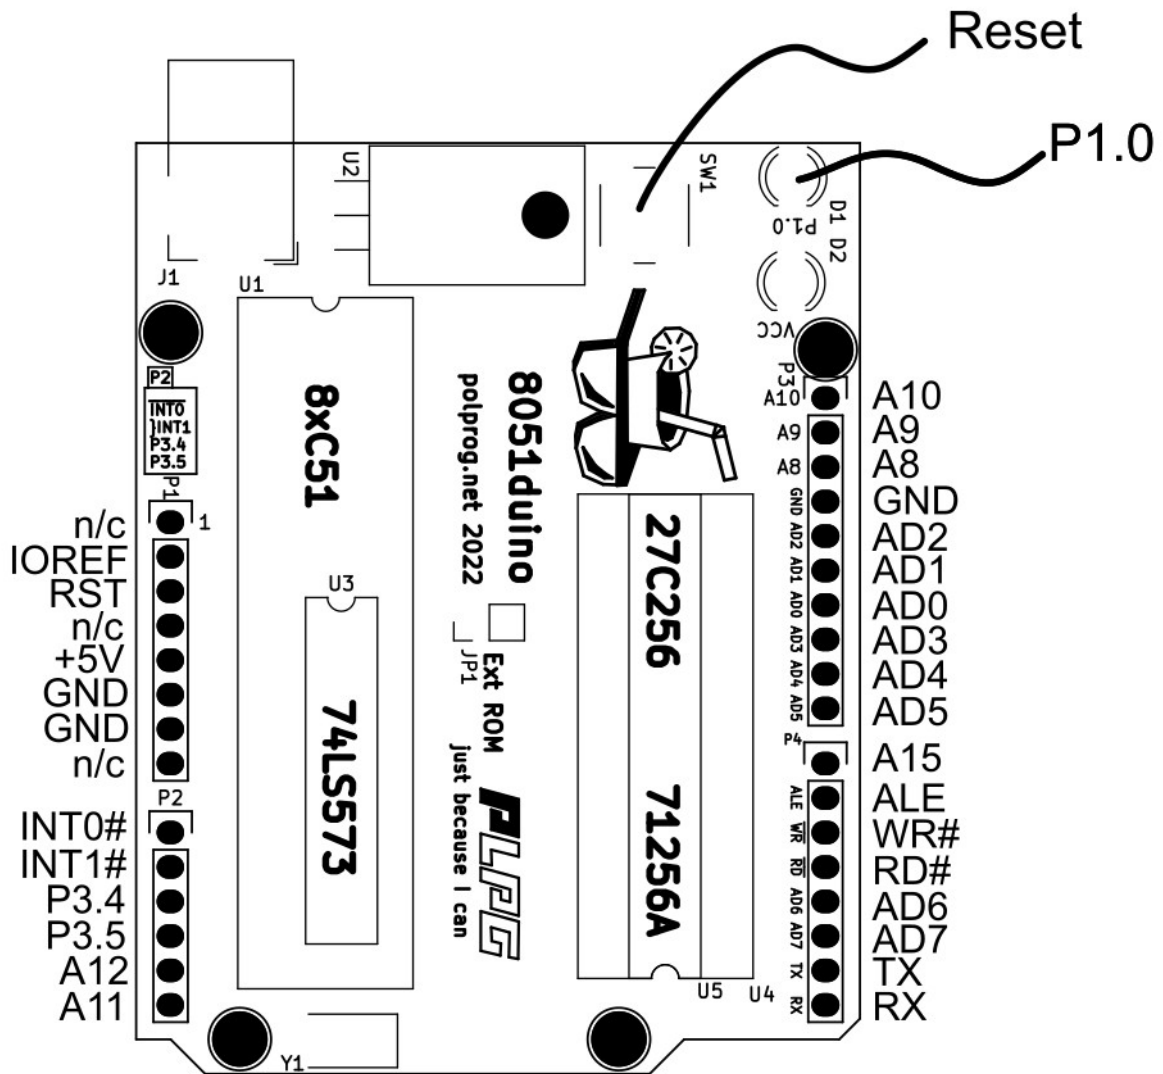 Reset
P1.0
U2
SW1
D1
P1.0
D2
VCC
J1
U1
P2
INT0
}INT1
P3.4
P3.5
P1
1
n/c
IOREF
RST
n/c
+5V
GND
GND
n/c
P2
INT0#
INT1#
P3.4
P3.5
A12
A11
8xC51
U3
74LS573
Y1
8051duino
polprog.net 2022
JP1
Ext ROM
just because I can
PLPG
27C256
71256A
U5
U4
P3
A10
A9
A8
GND
AD2
AD1
AD0
AD3
AD4
AD5
A10
A9
A8
GND
AD2
AD1
AD0
AD3
AD4
AD5
P4
ALE
WR
RD
AD6
AD7
TX
RX
A15
ALE
WR#
RD#
AD6
AD7
TX
RX